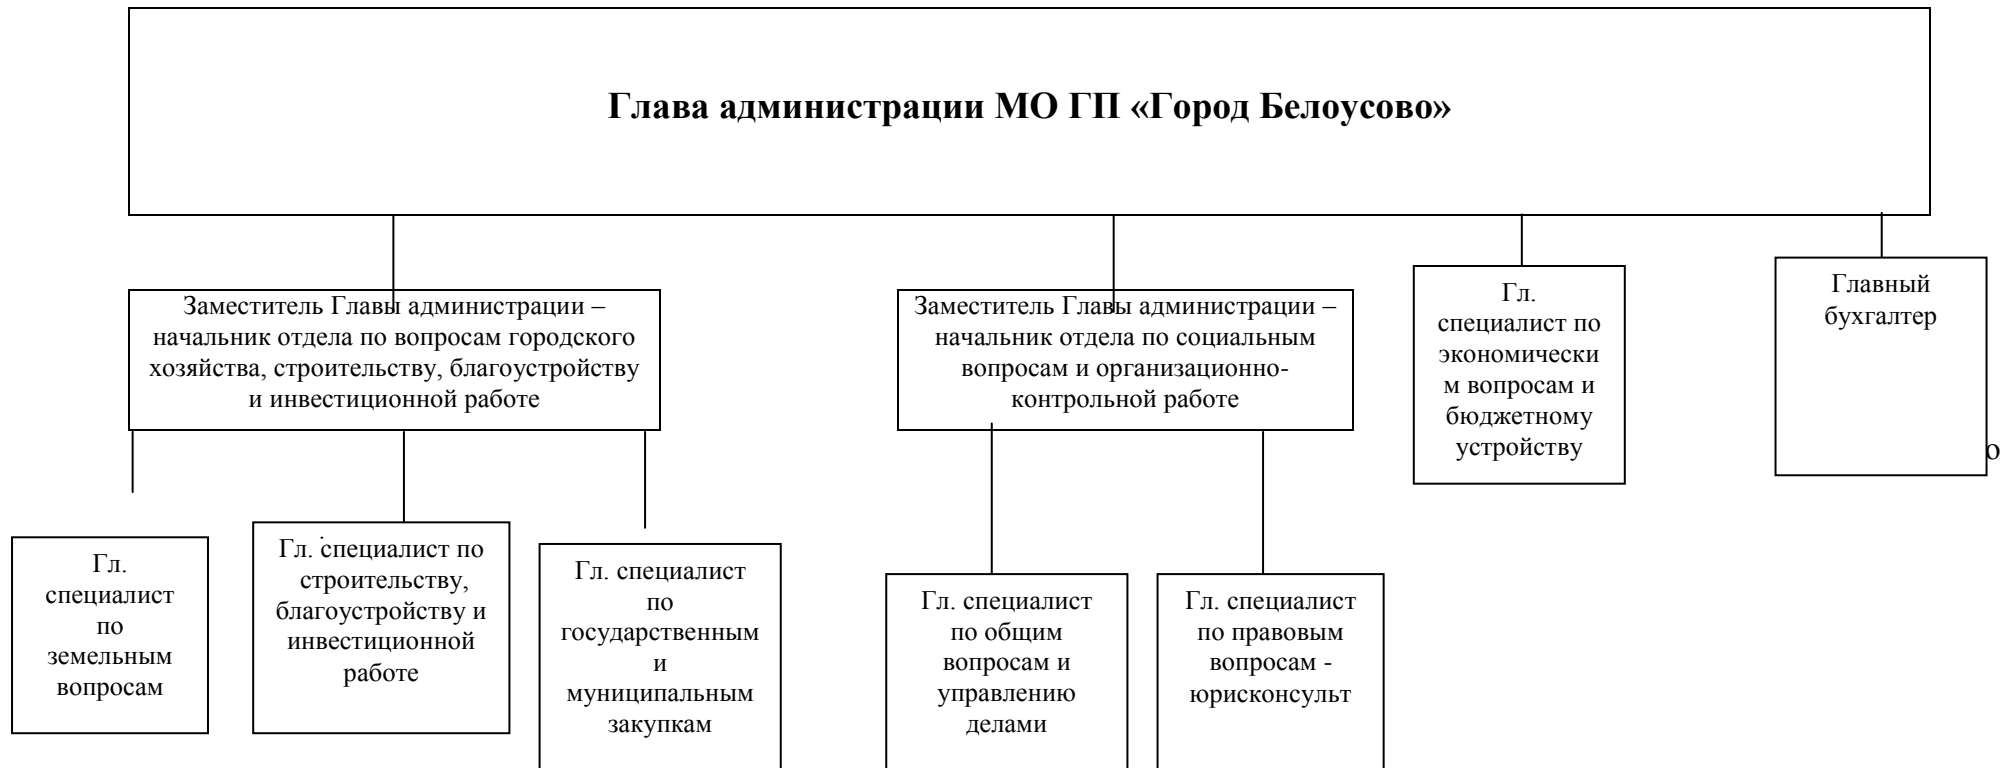 Глава администрации МО ГП «Город Белоусово»
Заместитель Главы администрации –
начальник отдела по вопросам городского
хозяйства, строительству, благоустройству
и инвестиционной работе
Заместитель Главы администрации –
начальник отдела по социальным
вопросам и организационно-
контрольной работе
Гл.
специалист по
экономически
м вопросам и
бюджетному
устройству
Главный
бухгалтер
о
Гл.
специалист
по
земельным
вопросам
Гл. специалист по
строительству,
благоустройству и
инвестиционной
работе
Гл. специалист
по
государственным
и
муниципальным
закупкам
Гл. специалист
по общим
вопросам и
управлению
делами
Гл. специалист
по правовым
вопросам -
юрисконсульт